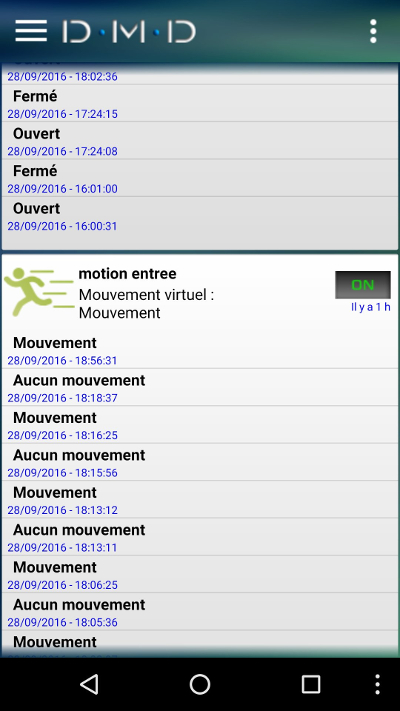 D·M·D
28/09/2016 - 18:02:36
Fermé
28/09/2016 - 17:24:15
Ouvert
28/09/2016 - 17:24:08
Fermé
28/09/2016 - 16:01:00
Ouvert
28/09/2016 - 16:00:31
motion entree
Mouvement virtuel :
Mouvement
ON
Il y a 1 h
Mouvement
28/09/2016 - 18:56:31
Aucun mouvement
28/09/2016 - 18:18:37
Mouvement
28/09/2016 - 18:16:25
Aucun mouvement
28/09/2016 - 18:15:56
Mouvement
28/09/2016 - 18:13:12
Aucun mouvement
28/09/2016 - 18:13:11
Mouvement
28/09/2016 - 18:06:25
Aucun mouvement
28/09/2016 - 18:05:36
Mouvement